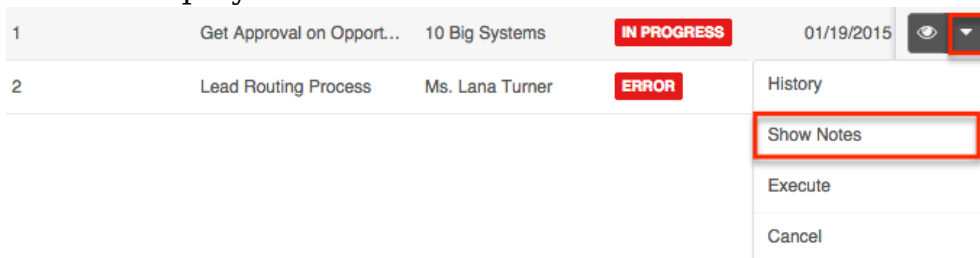 1 Get Approval on Opport... 10 Big Systems IN PROGRESS 01/19/2015
2 Lead Routing Process Ms. Lana Turner ERROR
History
Show Notes
Execute
Cancel